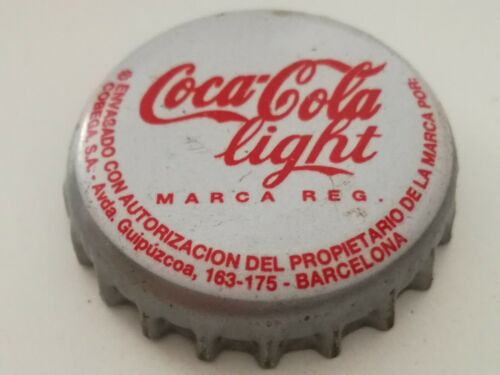 Coca-Cola
light
MARCA REG.
® ENVASADO CON AUTORIZACION DEL PROPIETARIO DE LA MARCA POR:
COBEGA S.A. - Avda. Guipúzcoa, 163-175 - BARCELONA